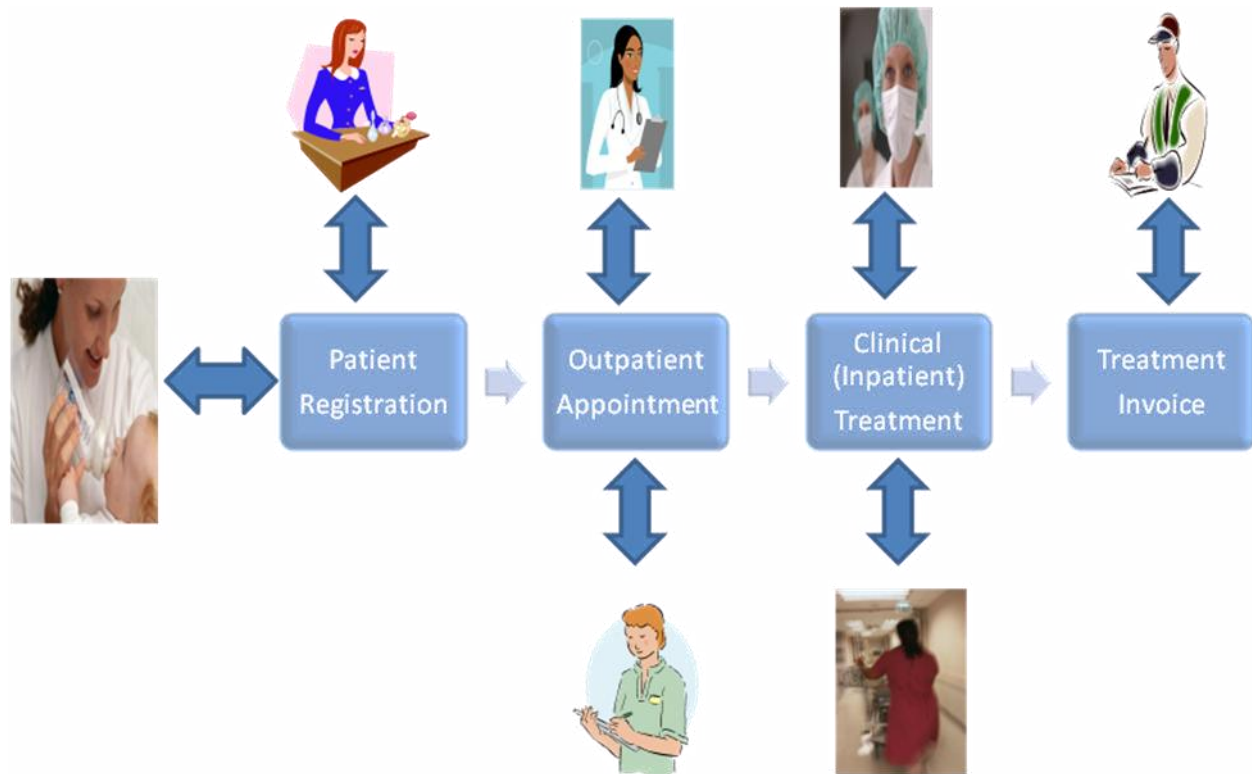 Patient
Registration
Outpatient
Appointment
Clinical
(Inpatient)
Treatment
Treatment
Invoice